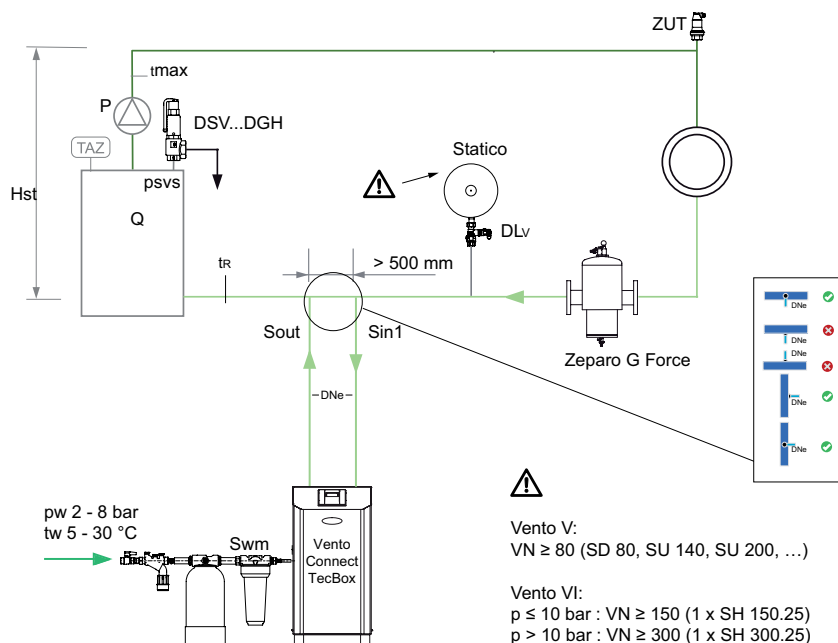 ZUT
tmax
P
DSV...DGH
TAZ
psvs
Statico
Hst
Q
DLv
tR
> 500 mm
Sout
Sin1
Zeparo G Force
DNe
DNe
DNe
DNe
DNe
DNe
pw 2 - 8 bar
tw 5 - 30 °C
Swm
Vento
Connect
TecBox
Vento V:
VN ≥ 80 (SD 80, SU 140, SU 200, …)
Vento VI:
p ≤ 10 bar : VN ≥ 150 (1 x SH 150.25)
p > 10 bar : VN ≥ 300 (1 x SH 300.25)